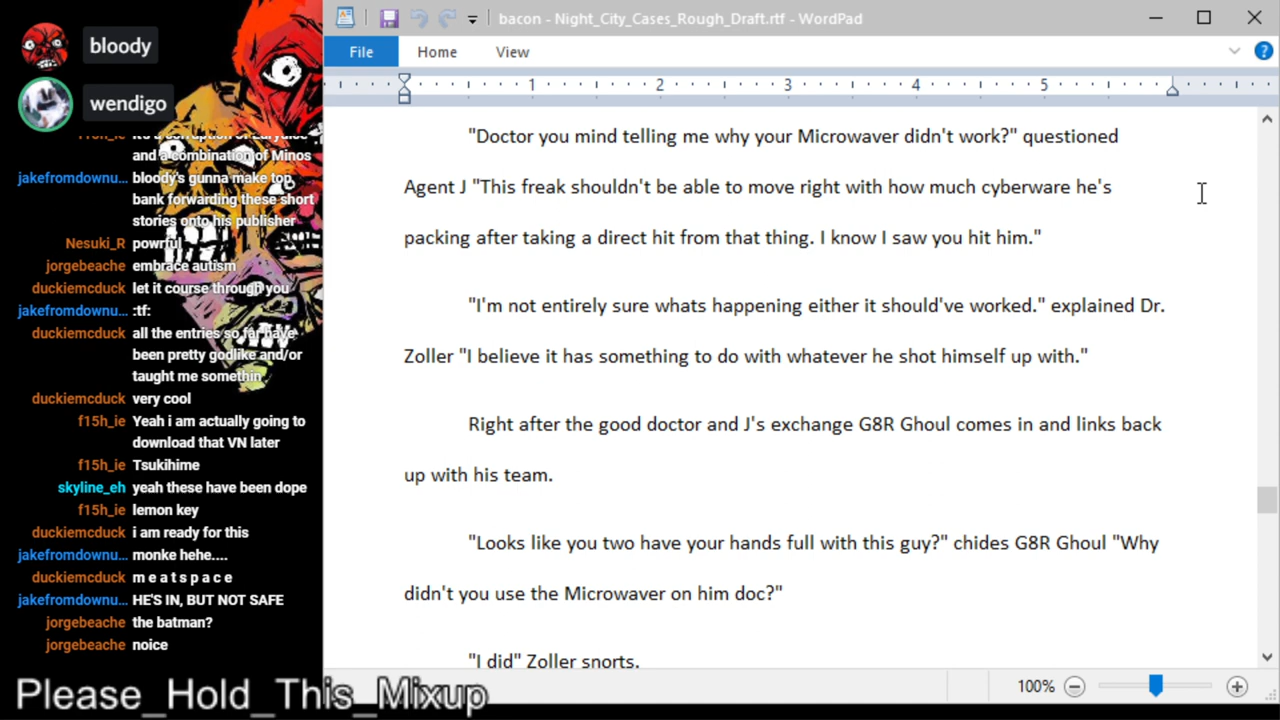 bloody
wendigo
f15h_ie it's a corruption of Eurydice
and a combination of Minos
jakefromdownu... bloody's gunna make top
bank forwarding these short
stories onto his publisher
Nesuki_R powrful
jorgebeache embrace autism
duckiemcduck let it course through you
jakefromdownu... :tf:
duckiemcduck all the entries so far have
been pretty godlike and/or
taught me somethin
duckiemcduck very cool
f15h_ie Yeah i am actually going to
download that VN later
f15h_ie Tsukihime
skyline_eh yeah these have been dope
f15h_ie lemon key
duckiemcduck i am ready for this
jakefromdownu... monke hehe....
duckiemcduck m e a t s p a c e
jakefromdownu... HE'S IN, BUT NOT SAFE
jorgebeache the batman?
jorgebeache noice
Please_Hold_This_Mixup
bacon - Night_City_Cases_Rough_Draft.rtf - WordPad
File Home View
1 2 3 4 5
"Doctor you mind telling me why your Microwaver didn't work?" questioned
Agent J "This freak shouldn't be able to move right with how much cyberware he's
packing after taking a direct hit from that thing. I know I saw you hit him."
"I'm not entirely sure whats happening either it should've worked." explained Dr.
Zoller "I believe it has something to do with whatever he shot himself up with."
Right after the good doctor and J's exchange G8R Ghoul comes in and links back
up with his team.
"Looks like you two have your hands full with this guy?" chides G8R Ghoul "Why
didn't you use the Microwaver on him doc?"
"I did" Zoller snorts.
100%